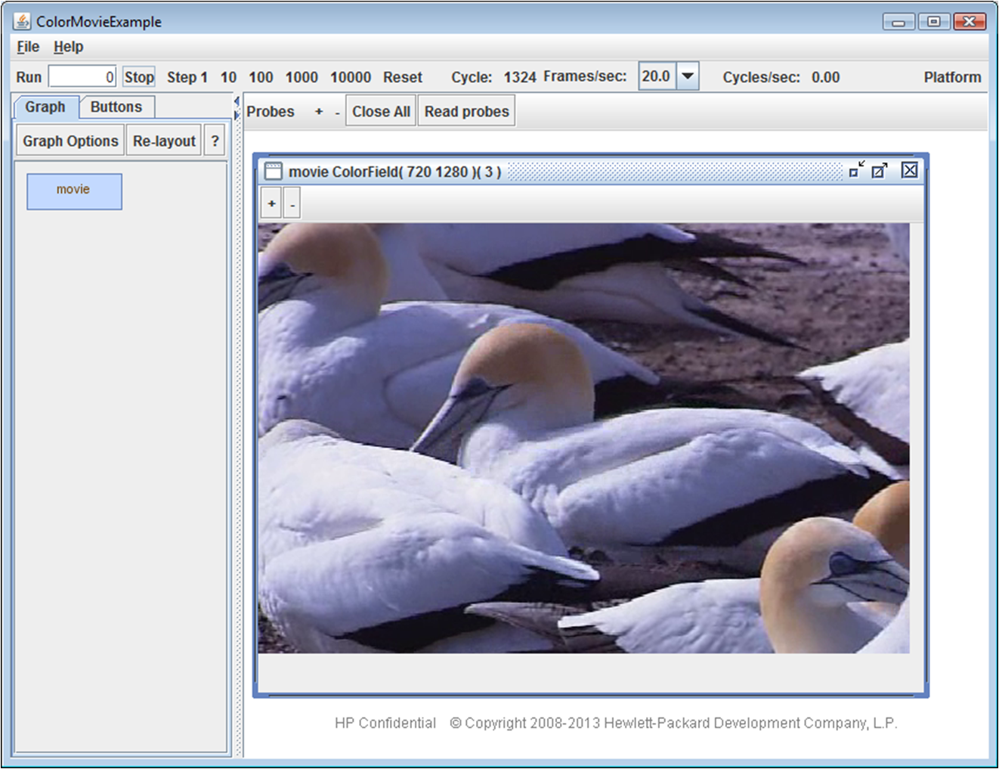 ColorMovieExample
File Help
Run 0 Stop Step 1 10 100 1000 10000 Reset Cycle: 1324 Frames/sec: 20.0 Cycles/sec: 0.00 Platform
Graph Buttons
Probes + - Close All Read probes
Graph Options Re-layout ?
movie ColorField( 720 1280 )( 3 )
movie
+ -
HP Confidential © Copyright 2008-2013 Hewlett-Packard Development Company, L.P.